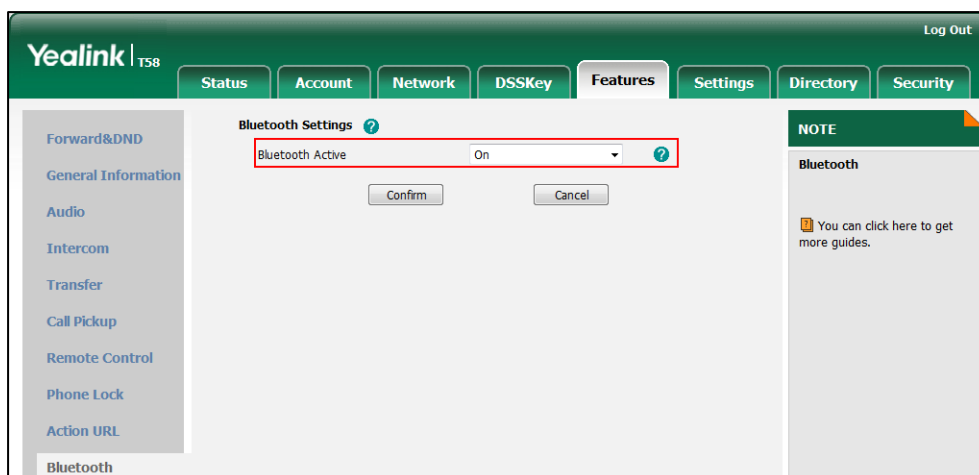 Log Out
Yealink | T58
Status Account Network DSSKey Features Settings Directory Security
Forward&DND
General Information
Audio
Intercom
Transfer
Call Pickup
Remote Control
Phone Lock
Action URL
Bluetooth
Bluetooth Settings ?
Bluetooth Active On ?
Confirm Cancel
NOTE
Bluetooth
? You can click here to get
more guides.